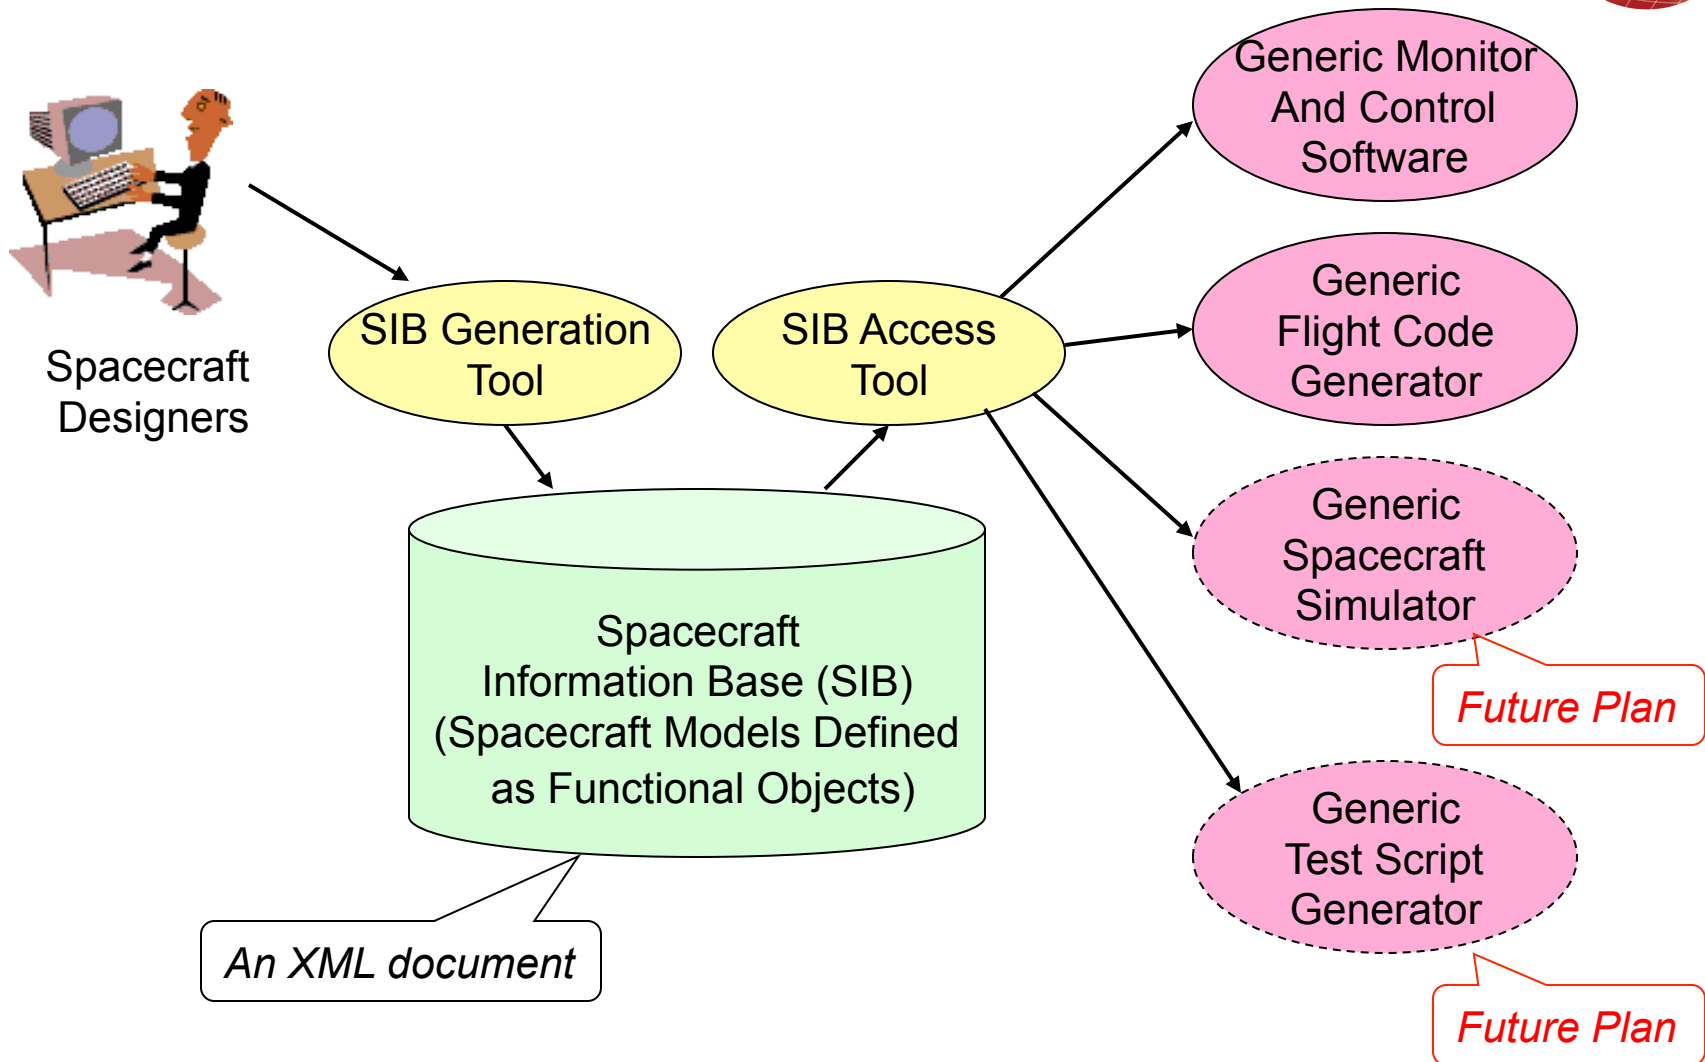 Generic Monitor
And Control
Software
Spacecraft
Designers
SIB Generation
Tool
SIB Access
Tool
Generic
Flight Code
Generator
Generic
Spacecraft
Simulator
Future Plan
Spacecraft
Information Base (SIB)
(Spacecraft Models Defined
as Functional Objects)
An XML document
Generic
Test Script
Generator
Future Plan